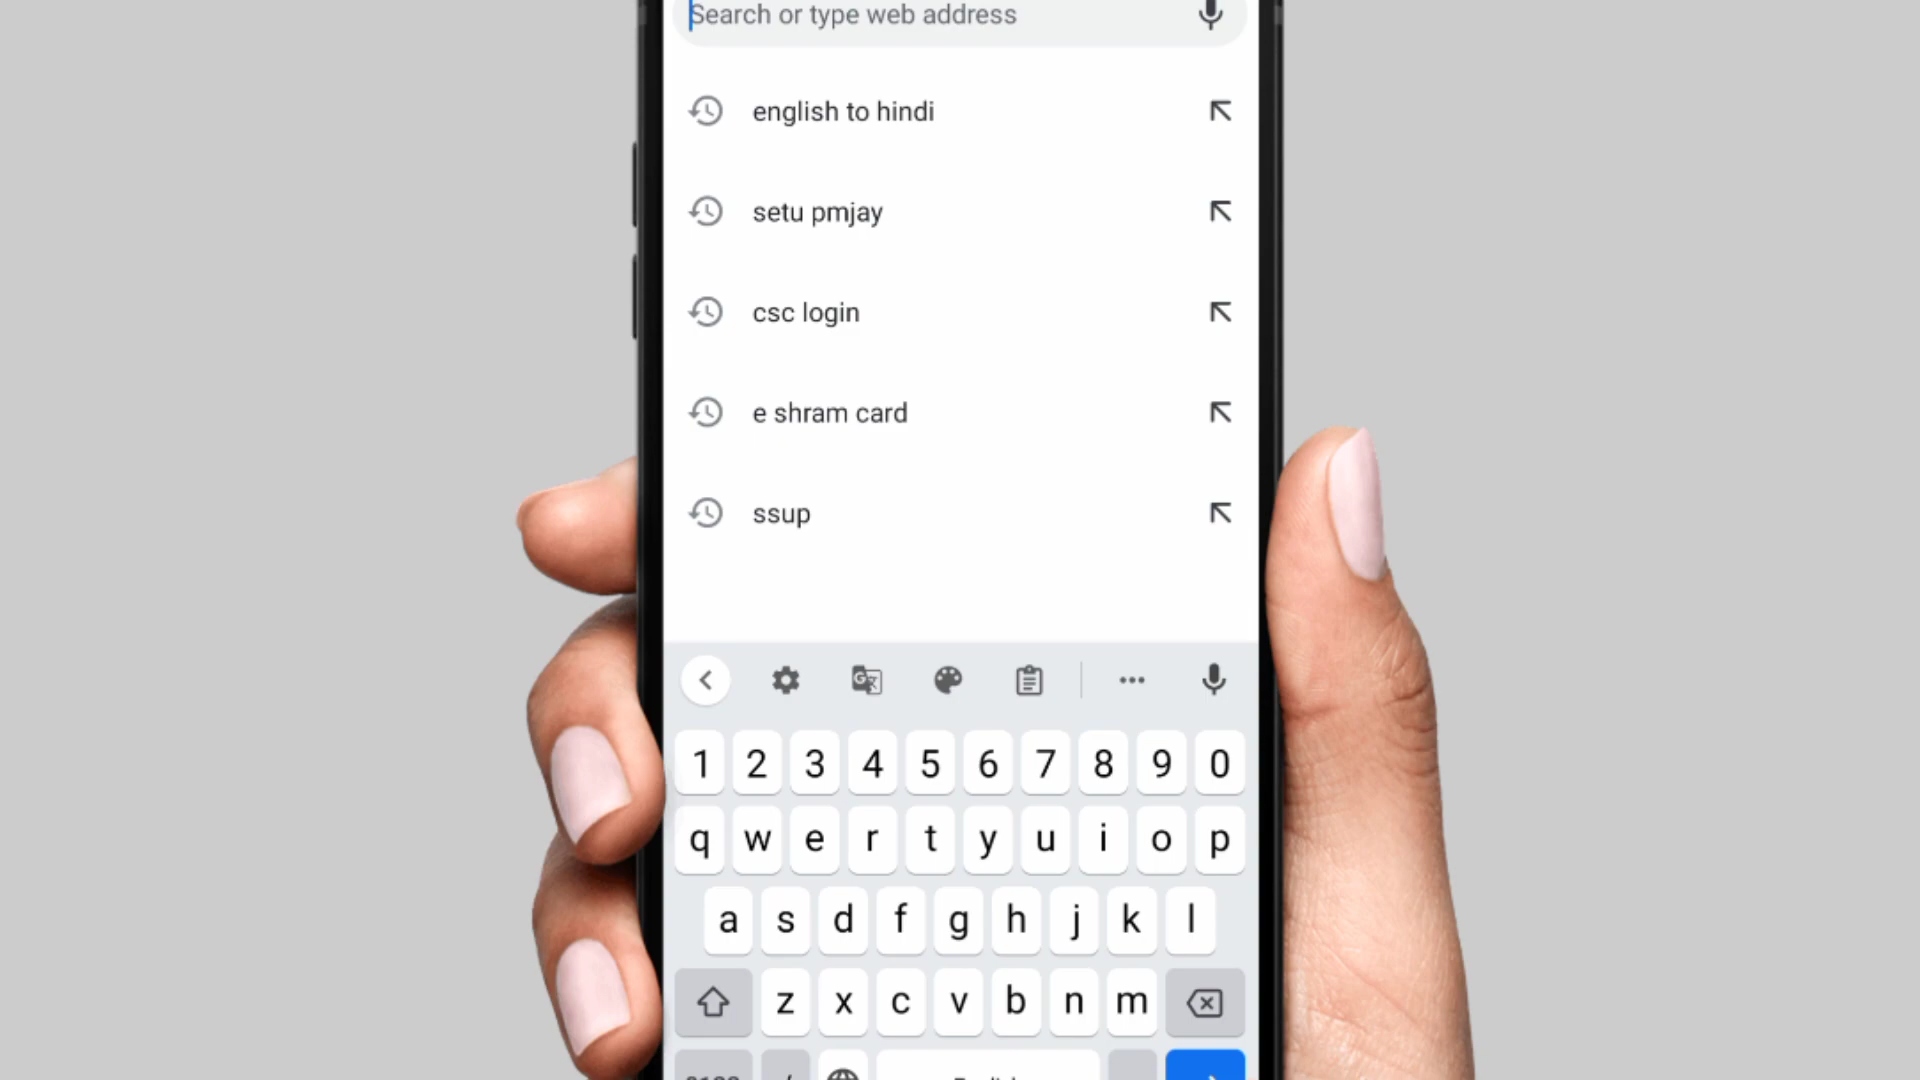 Search or type web address
english to hindi
setu pmjay
csc login
e shram card
ssup
1 2 3 4 5 6 7 8 9 0
q w e r t y u i o p
a s d f g h j k l
z x c v b n m